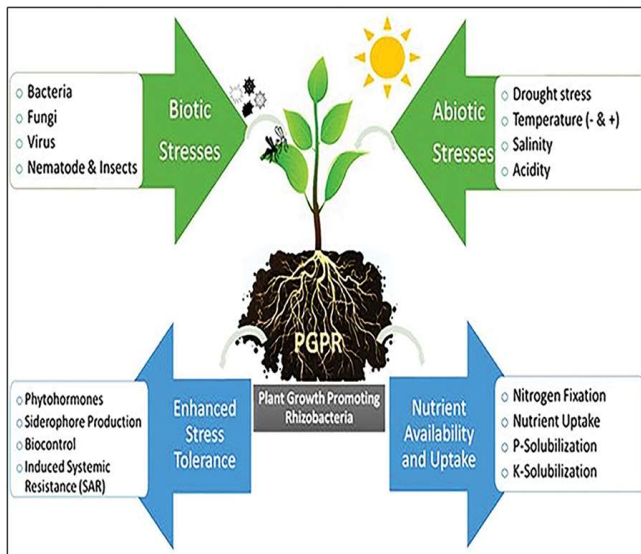 Bacteria
Fungi
Virus
Nematode & Insects
Biotic
Stresses
Abiotic
Stresses
Drought stress
Temperature (- & +)
Salinity
Acidity
PGPR
Plant Growth Promoting
Rhizobacteria
Phytohormones
Siderophore Production
Biocontrol
Induced Systemic
Resistance (SAR)
Enhanced
Stress
Tolerance
Nutrient
Availability
and Uptake
Nitrogen Fixation
Nutrient Uptake
P-Solubilization
K-Solubilization